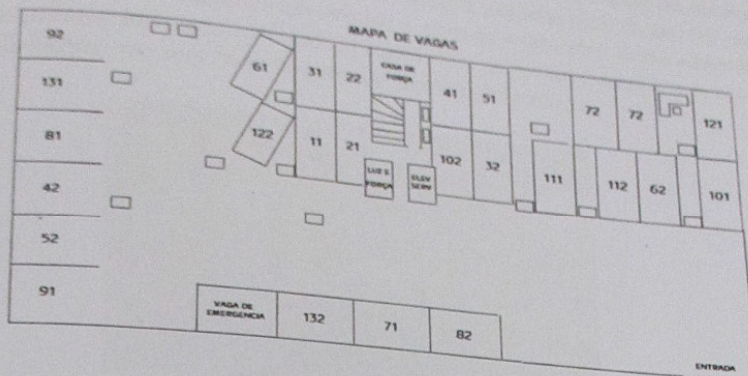 MAPA DE VAGAS
92
131
81
42
52
91
61
122
31
22
11
21
CASA DE
FORÇA
LUZ E
FORÇA
ELEV
SERV
41
51
102
32
72
72
121
111
112
62
101
VAGA DE
EMERGENCIA
132
71
82
ENTRADA